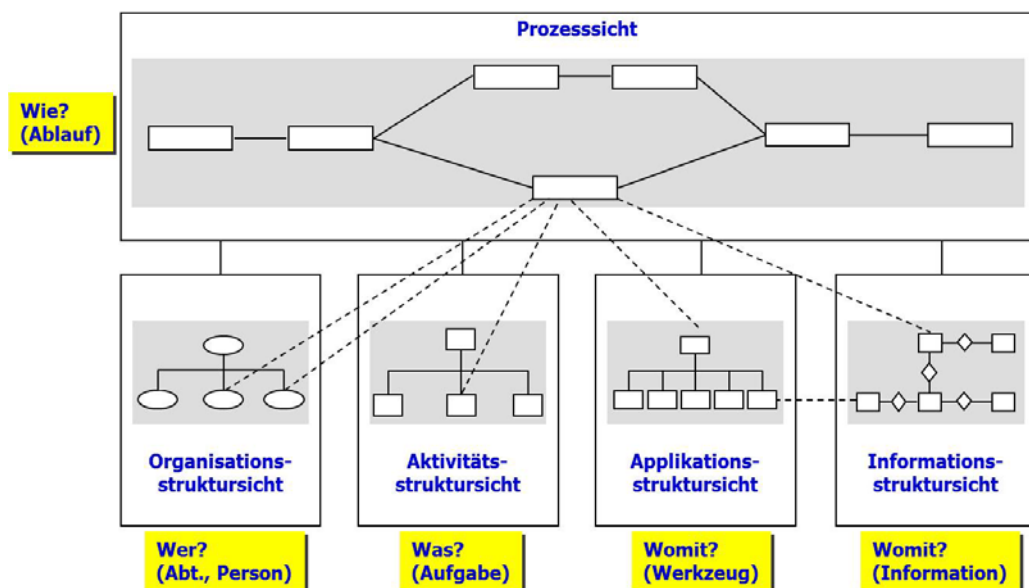 Prozesssicht
Wie?
(Ablauf)
Organisations-
struktursicht
Aktivitäts-
struktursicht
Applikations-
struktursicht
Informations-
struktursicht
Wer?
(Abt., Person)
Was?
(Aufgabe)
Womit?
(Werkzeug)
Womit?
(Information)